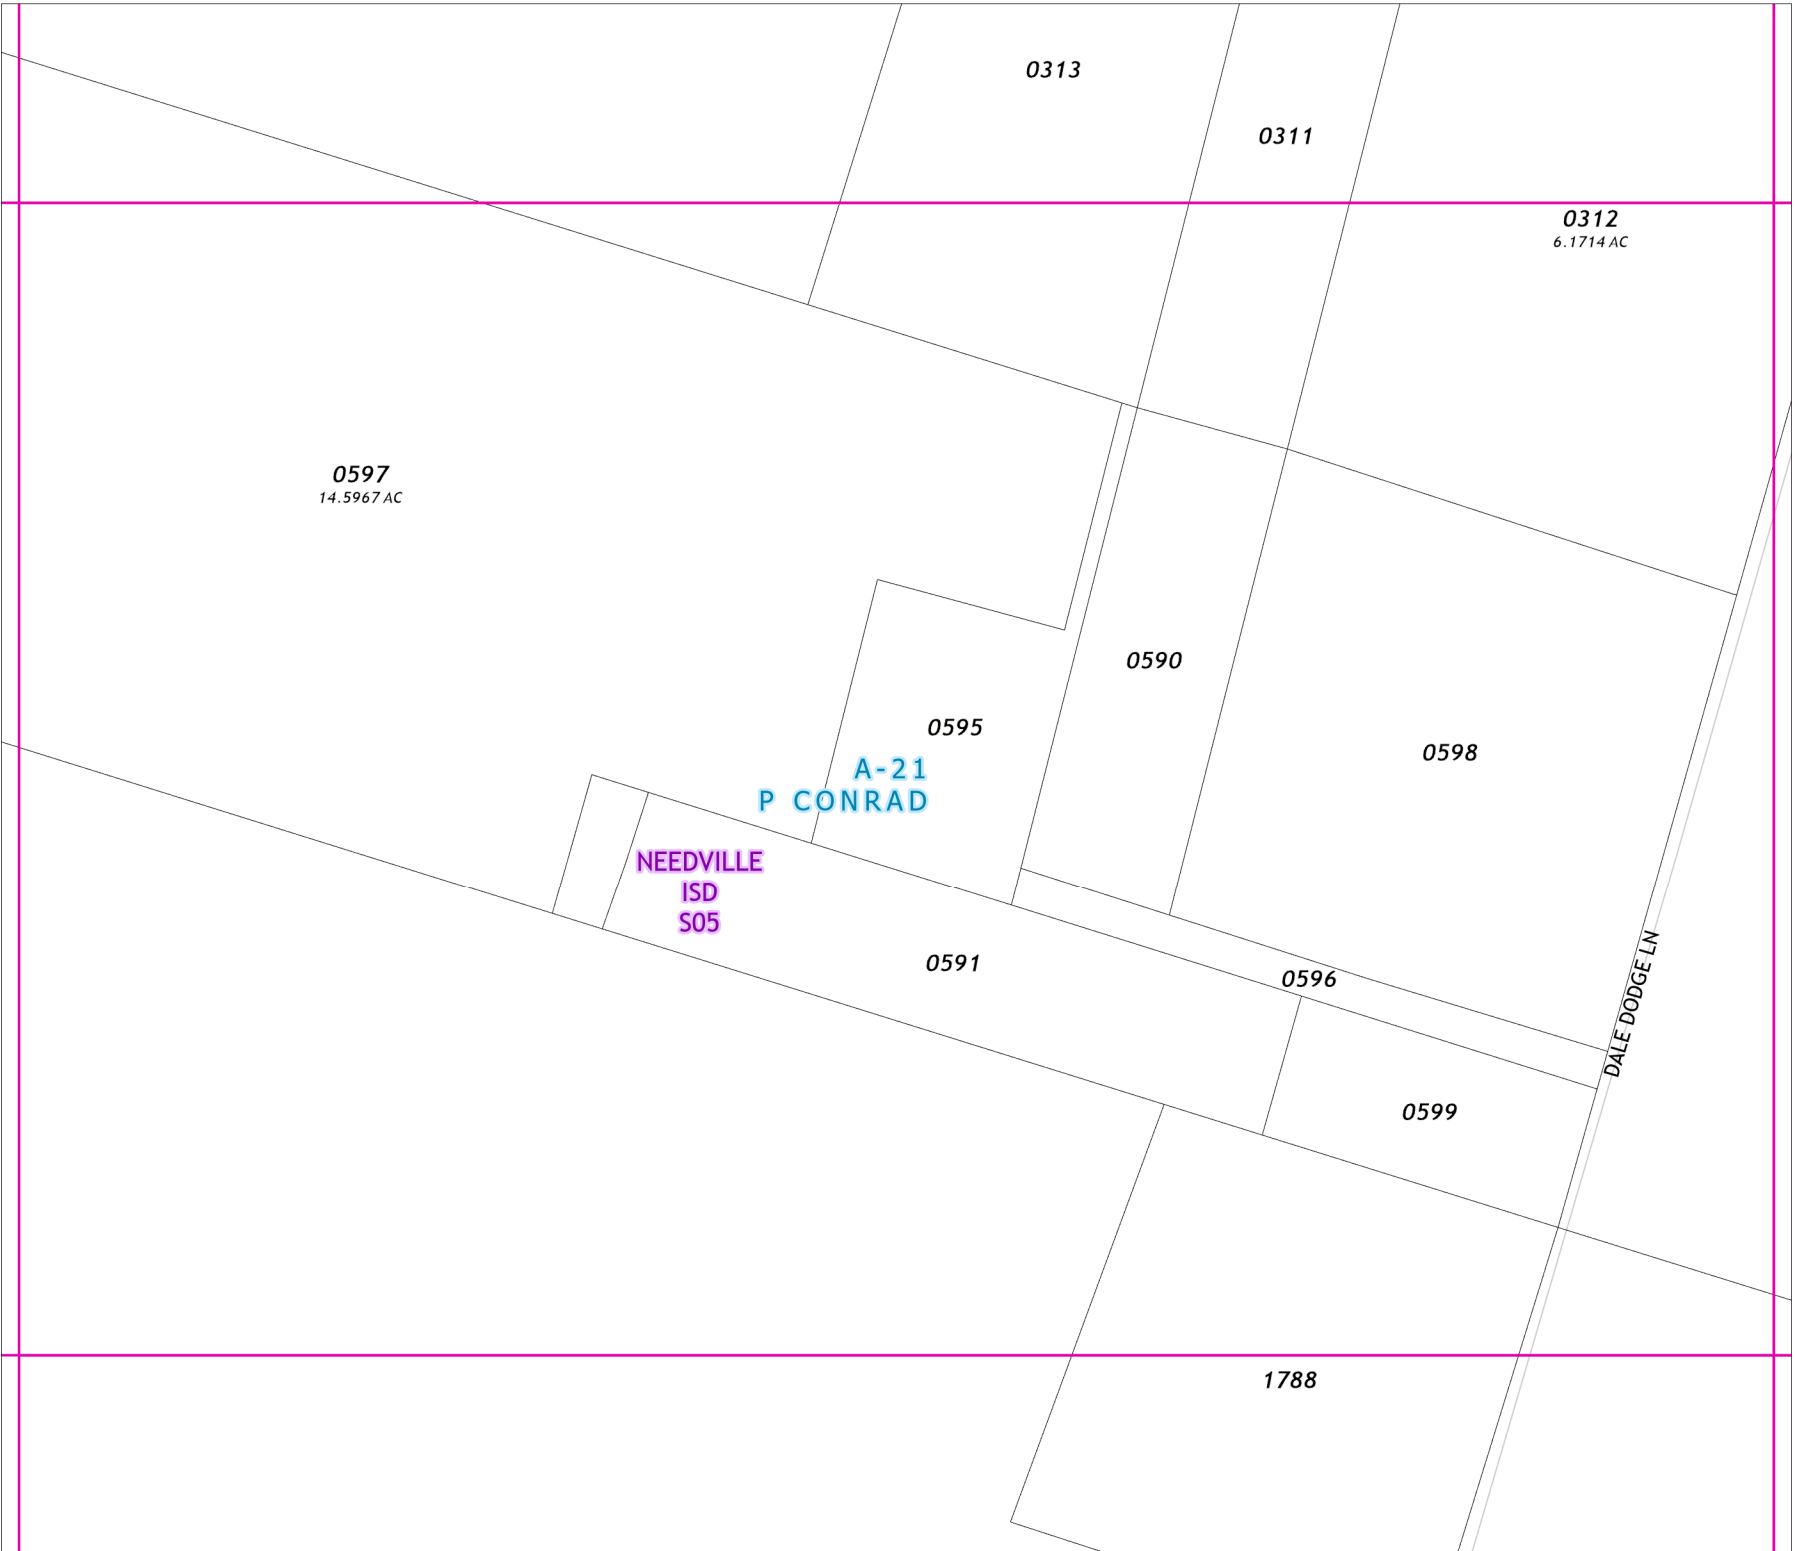 0313
0311
0312
6.1714 AC
0597
14.5967 AC
0590
0595
0598
A-21
P CONRAD
NEEDVILLE
ISD
S05
0591
0596
DALE DODGE LN
0599
1788